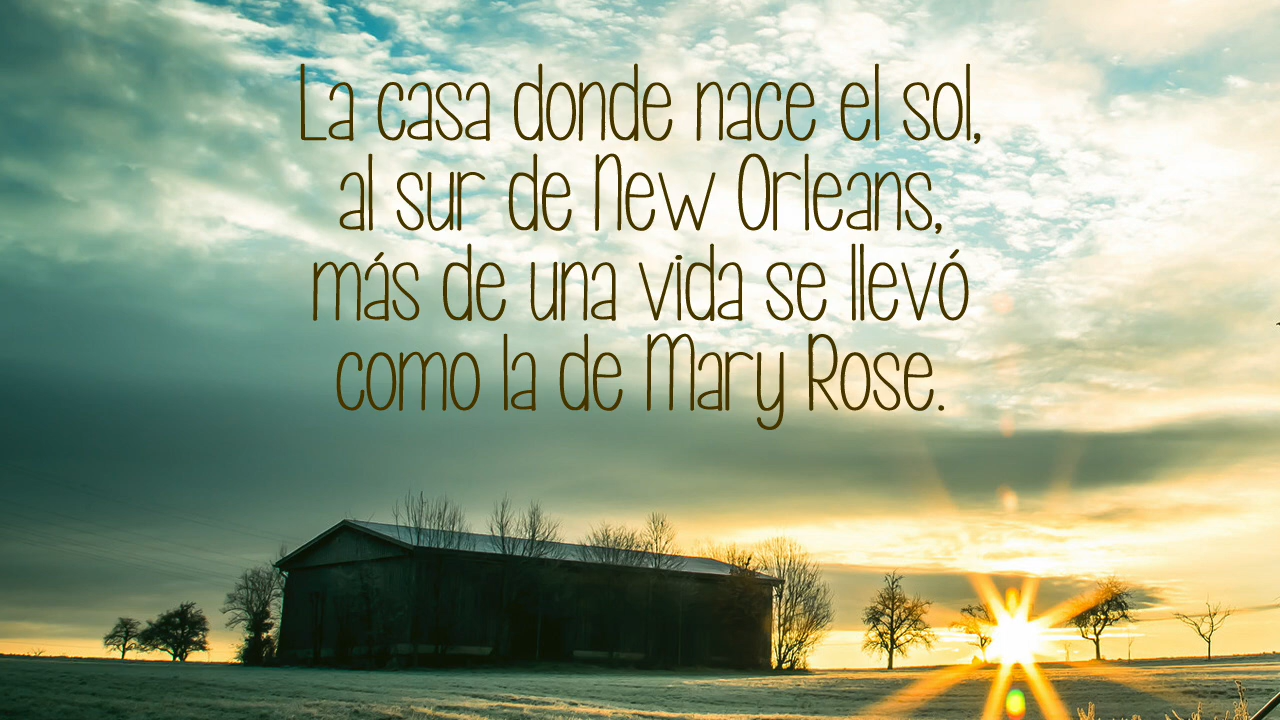 La casa donde nace el sol,
al sur de New Orleans,
más de una vida se llevó
como la de Mary Rose.